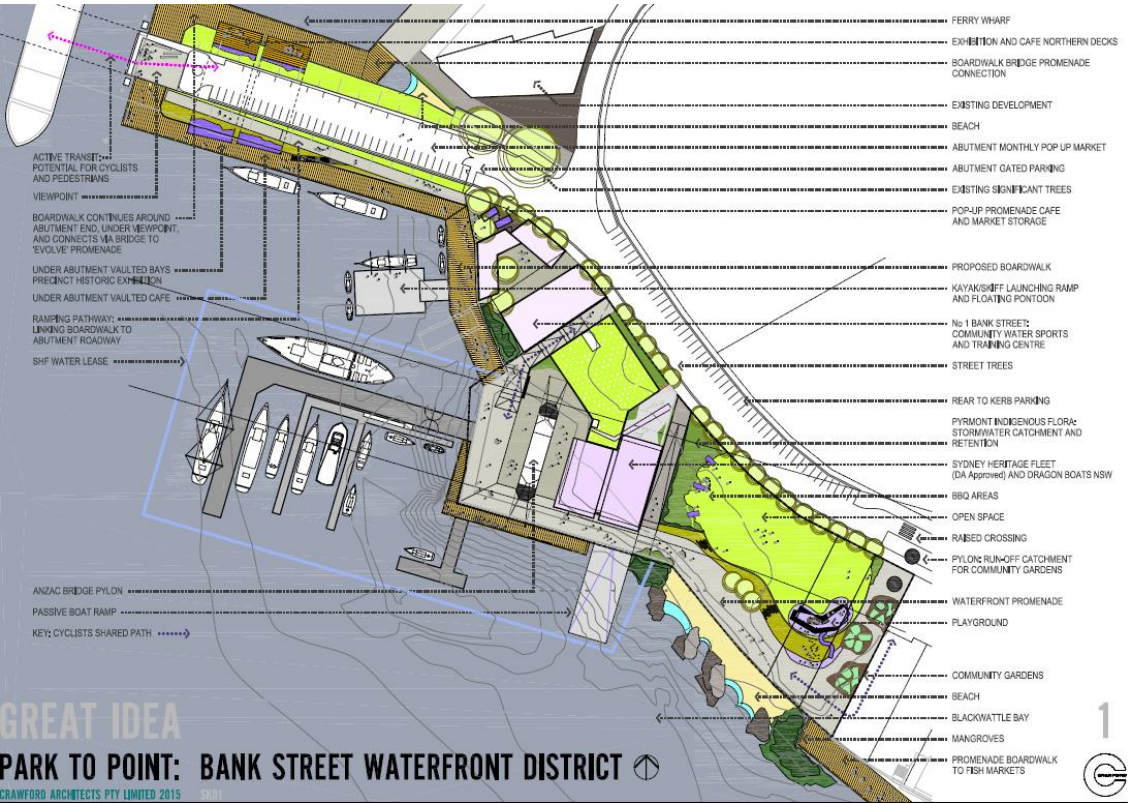 FERRY WHARF
EXHIBITION AND CAFE NORTHERN DECKS
BOARDWALK BRIDGE PROMENADE
CONNECTION
EXISTING DEVELOPMENT
BEACH
ABUTMENT MONTHLY POP UP MARKET
ABUTMENT GATED PARKING
EXISTING SIGNIFICANT TREES
POP-UP PROMENADE CAFE
AND MARKET STORAGE
PROPOSED BOARDWALK
KAYAK/SKIFF LAUNCHING RAMP
AND FLOATING PONTOON
No 1 BANK STREET:
COMMUNITY WATER SPORTS
AND TRAINING CENTRE
STREET TREES
REAR TO KERB PARKING
PYRMONT INDIGENOUS FLORA:
STORMWATER CATCHMENT AND
RETENTION
SYDNEY HERITAGE FLEET
(DA Approved) AND DRAGON BOATS NSW
BBQ AREAS
OPEN SPACE
RAISED CROSSING
PYLON: RUN-OFF CATCHMENT
FOR COMMUNITY GARDENS
WATERFRONT PROMENADE
PLAYGROUND
COMMUNITY GARDENS
BEACH
BLACKWATTLE BAY
MANGROVES
PROMENADE BOARDWALK
TO FISH MARKETS
ACTIVE TRANSIT:
POTENTIAL FOR CYCLISTS
AND PEDESTRIANS
VIEWPOINT
BOARDWALK CONTINUES AROUND
ABUTMENT END, UNDER VIEWPOINT,
AND CONNECTS VIA BRIDGE TO
'EVOLVE' PROMENADE
UNDER ABUTMENT VAULTED BAYS
PRECINCT HISTORIC EXHIBITION
UNDER ABUTMENT VAULTED CAFE
RAMPING PATHWAY:
LINKING BOARDWALK TO
ABUTMENT ROADWAY
SHF WATER LEASE
ANZAC BRIDGE PYLON
PASSIVE BOAT RAMP
KEY: CYCLISTS SHARED PATH
GREAT IDEA
PARK TO POINT: BANK STREET WATERFRONT DISTRICT
CRAWFORD ARCHITECTS PTY LIMITED 2015 SK01
1